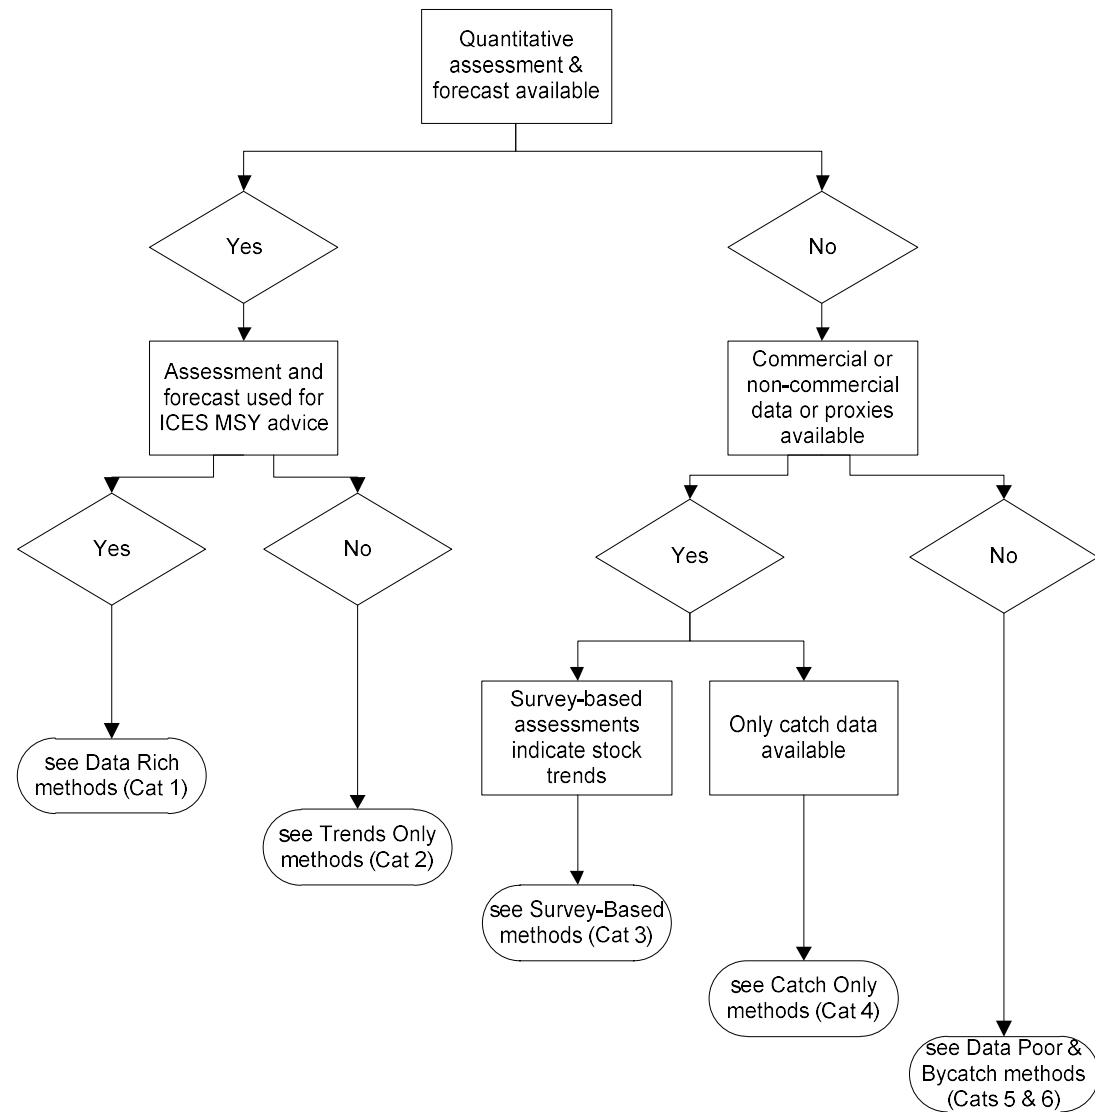 Quantitative
assessment &
forecast available
Yes
No
Assessment and
forecast used for
ICES MSY advice
Commercial or
non-commercial
data or proxies
available
Yes
No
Yes
No
Survey-based
assessments
indicate stock
trends
Only catch data
available
see Data Rich
methods (Cat 1)
see Trends Only
methods (Cat 2)
see Survey-Based
methods (Cat 3)
see Catch Only
methods (Cat 4)
see Data Poor &
Bycatch methods
(Cats 5 & 6)